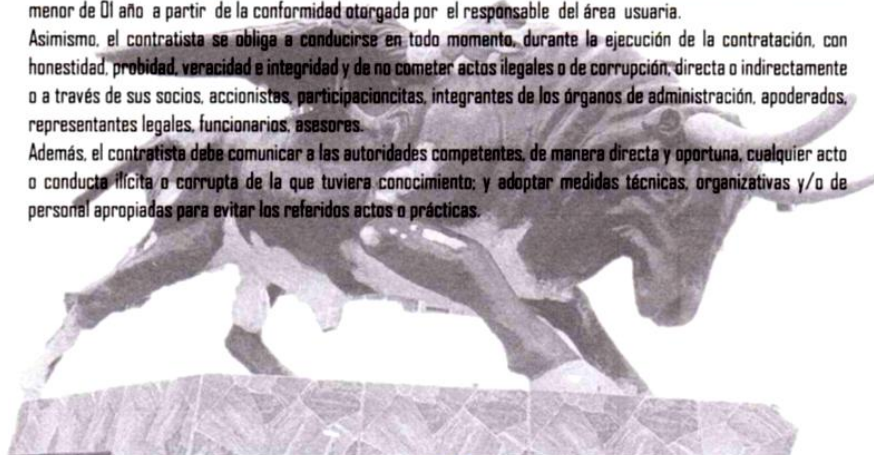 menor de 01 año a partir de la conformidad otorgada por el responsable del área usuaria.
Asimismo, el contratista se obliga a conducirse en todo momento, durante la ejecución de la contratación, con
honestidad, probidad, veracidad e integridad y de no cometer actos ilegales o de corrupción, directa o indirectamente
o a través de sus socios, accionistas, participacioncitas, integrantes de los órganos de administración, apoderados,
representantes legales, funcionarios, asesores.
Además, el contratista debe comunicar a las autoridades competentes, de manera directa y oportuna, cualquier acto
o conducta ilícita o corrupta de la que tuviera conocimiento; y adoptar medidas técnicas, organizativas y/o de
personal apropiadas para evitar los referidos actos o prácticas.